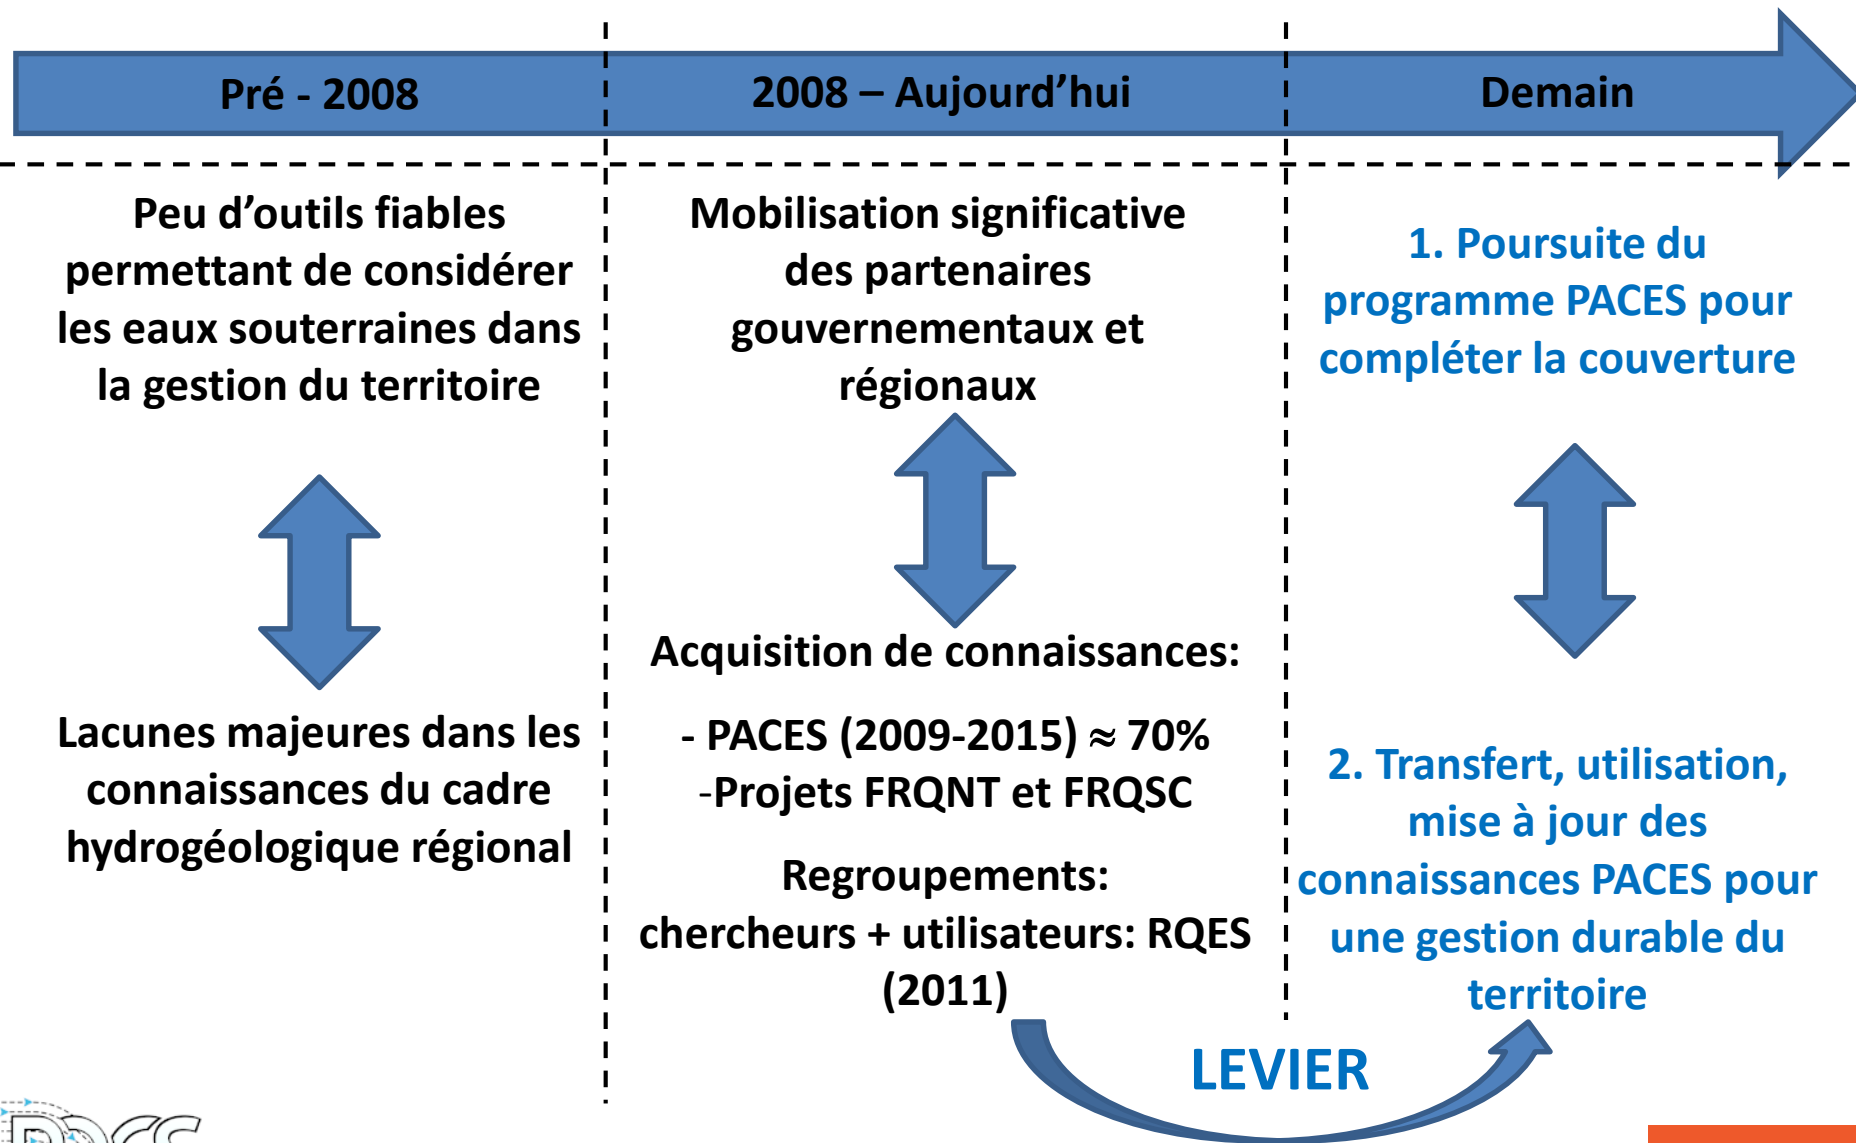 Pré - 2008
2008 – Aujourd’hui
Demain
Peu d’outils fiables
permettant de considérer
les eaux souterraines dans
la gestion du territoire
Lacunes majeures dans les
connaissances du cadre
hydrogéologique régional
Mobilisation significative
des partenaires
gouvernementaux et
régionaux
Acquisition de connaissances:
- PACES (2009-2015) ≈ 70%
-Projets FRQNT et FRQSC
Regroupements:
chercheurs + utilisateurs: RQES
(2011)
1. Poursuite du
programme PACES pour
compléter la couverture
2. Transfert, utilisation,
mise à jour des
connaissances PACES pour
une gestion durable du
territoire
LEVIER